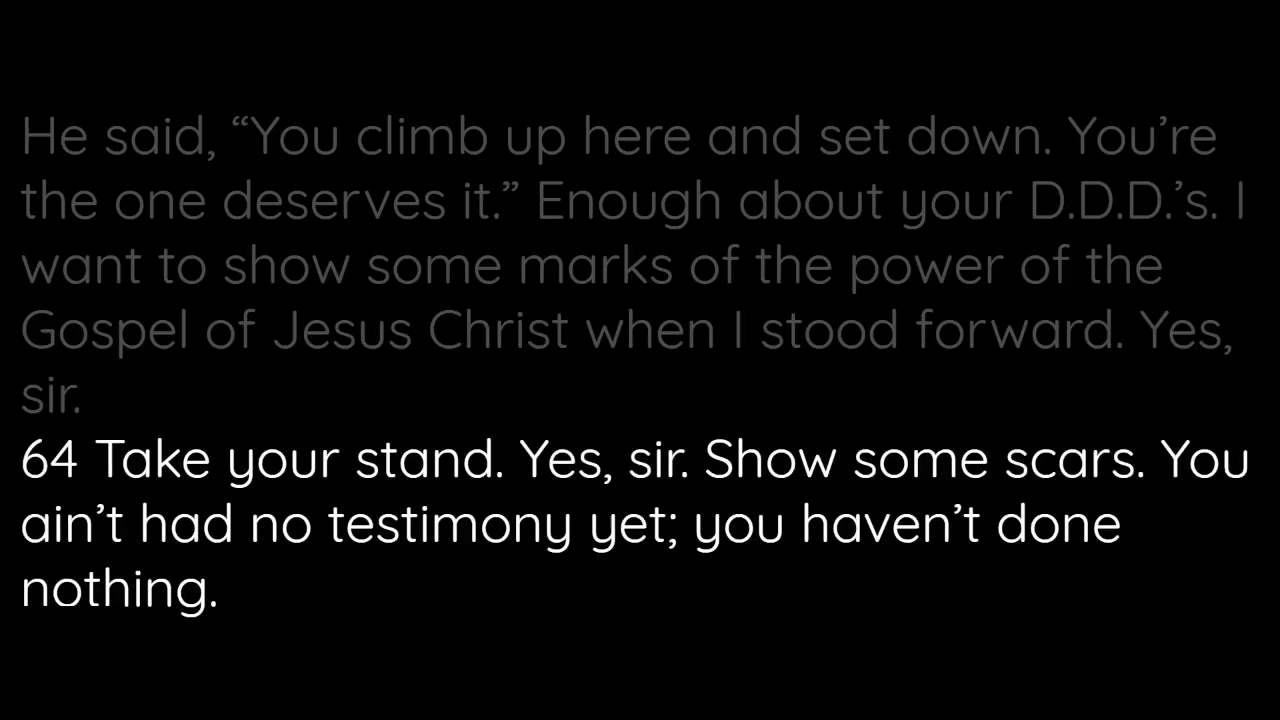 He said, “You climb up here and set down. You’re
the one deserves it.” Enough about your D.D.D.’s. I
want to show some marks of the power of the
Gospel of Jesus Christ when I stood forward. Yes,
sir.
64 Take your stand. Yes, sir. Show some scars. You
ain’t had no testimony yet; you haven’t done
nothing.